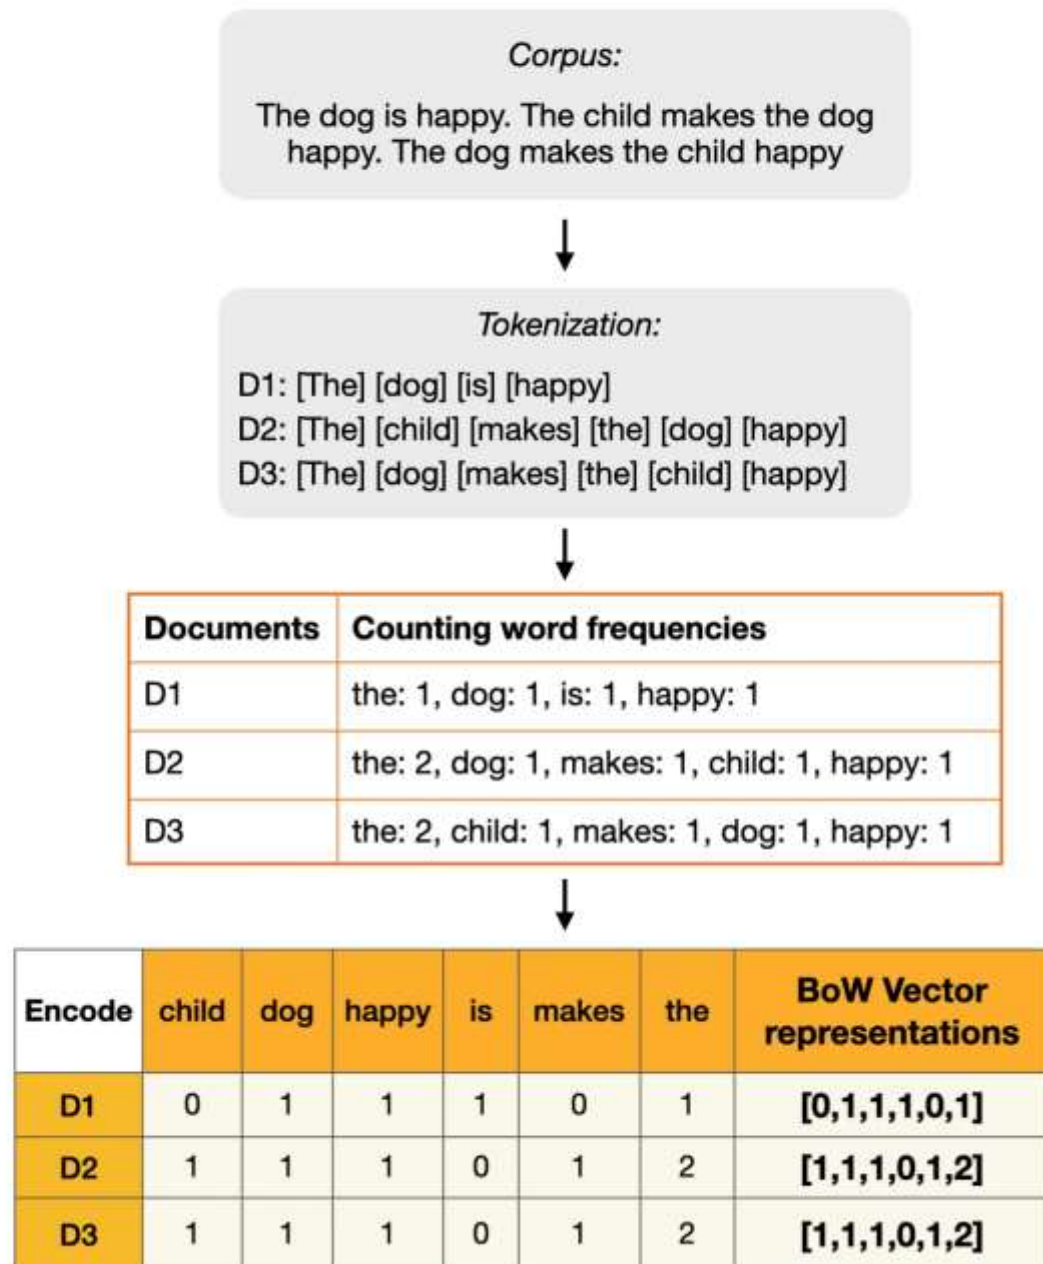 Corpus:
The dog is happy. The child makes the dog
happy. The dog makes the child happy
Tokenization:
D1: [The] [dog] [is] [happy]
D2: [The] [child] [makes] [the] [dog] [happy]
D3: [The] [dog] [makes] [the] [child] [happy]
Documents Counting word frequencies
D1 the: 1, dog: 1, is: 1, happy: 1
D2 the: 2, dog: 1, makes: 1, child: 1, happy: 1
D3 the: 2, child: 1, makes: 1, dog: 1, happy: 1
Encode child dog happy is makes the BoW Vector
representations
D1 0 1 1 1 0 1 [0,1,1,1,0,1]
D2 1 1 1 0 1 2 [1,1,1,0,1,2]
D3 1 1 1 0 1 2 [1,1,1,0,1,2]